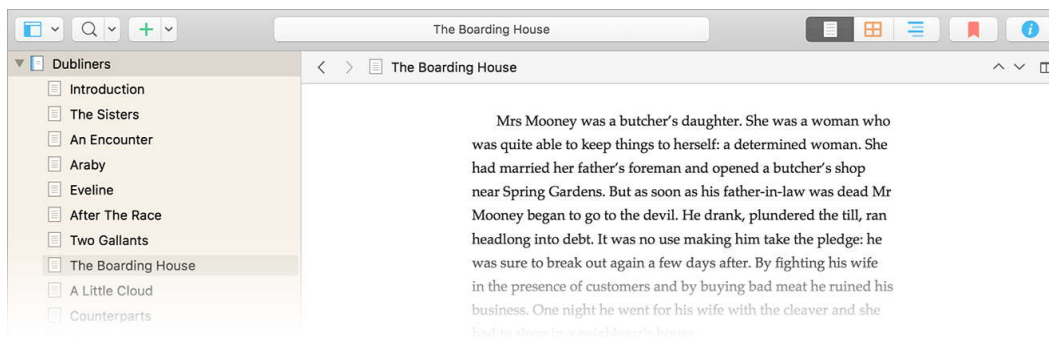 The Boarding House
Dubliners
Introduction
The Sisters
An Encounter
Araby
Eveline
After The Race
Two Gallants
The Boarding House
A Little Cloud
Counterparts
The Boarding House
Mrs Mooney was a butcher’s daughter. She was a woman who
was quite able to keep things to herself: a determined woman. She
had married her father’s foreman and opened a butcher’s shop
near Spring Gardens. But as soon as his father-in-law was dead Mr
Mooney began to go to the devil. He drank, plundered the till, ran
headlong into debt. It was no use making him take the pledge: he
was sure to break out again a few days after. By fighting his wife
in the presence of customers and by buying bad meat he ruined his
business. One night he went for his wife with the cleaver and she
had to sleep in a neighbour’s house.